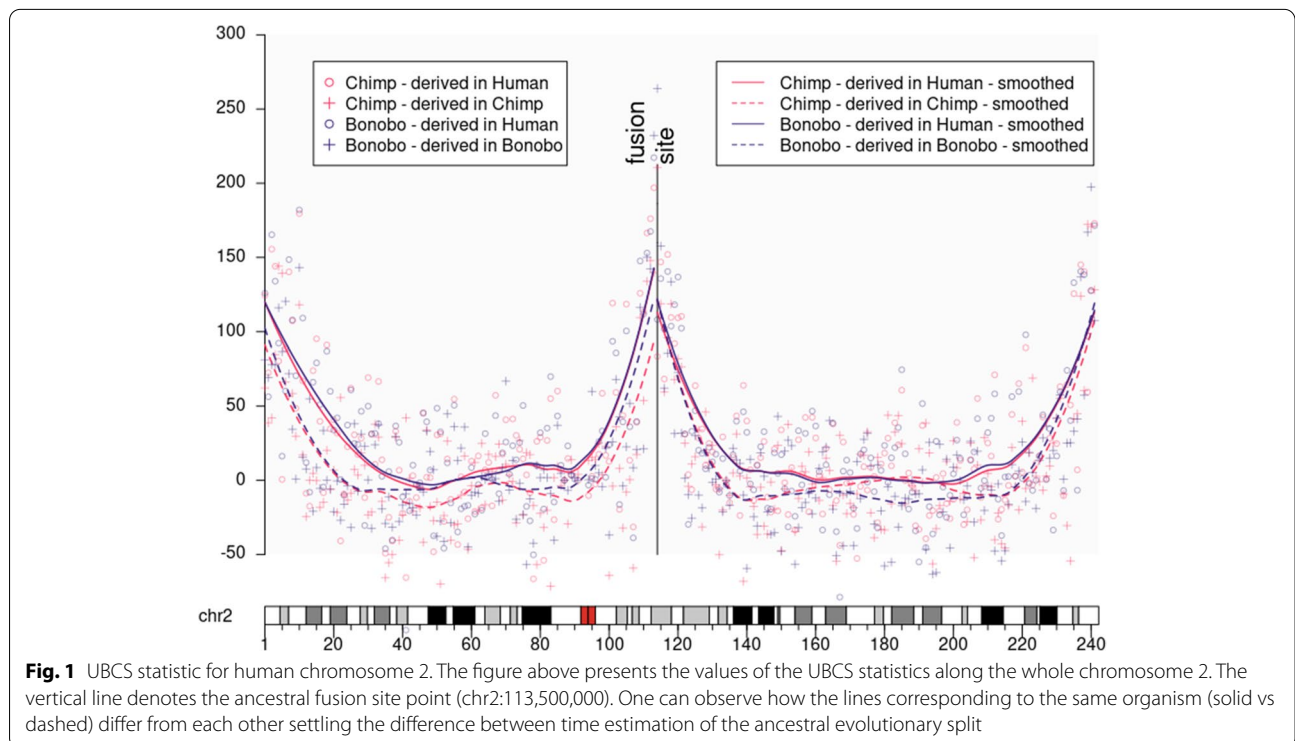 300
250
200
150
100
50
0
-50
Chimp - derived in Human
Chimp - derived in Chimp
Bonobo - derived in Human
Bonobo - derived in Bonobo
fusion
site
Chimp - derived in Human - smoothed
Chimp - derived in Chimp - smoothed
Bonobo - derived in Human - smoothed
Bonobo - derived in Bonobo - smoothed
chr2
1 20 40 60 80 100 120 140 160 180 200 220 240
Fig. 1 UBCS statistic for human chromosome 2. The figure above presents the values of the UBCS statistics along the whole chromosome 2. The
vertical line denotes the ancestral fusion site point (chr2:113,500,000). One can observe how the lines corresponding to the same organism (solid vs
dashed) differ from each other settling the difference between time estimation of the ancestral evolutionary split